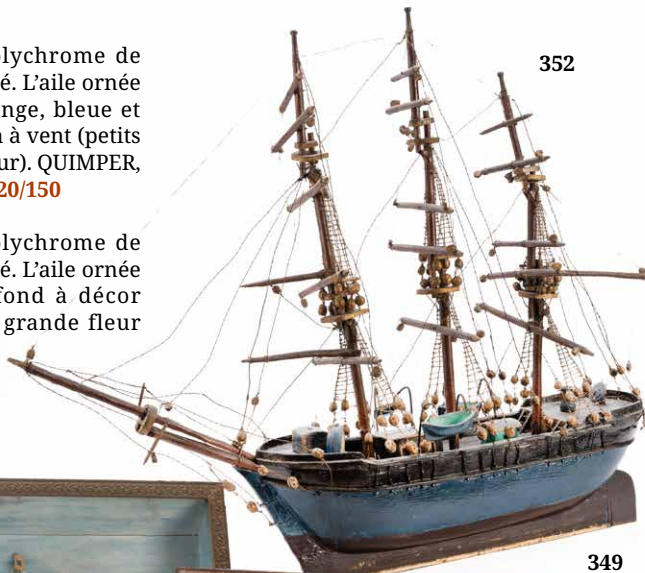 lychrome de
é. L’aile ornée
nge, bleue et
à vent (petits
ur). QUIMPER,
20/150
lychrome de
é. L’aile ornée
fond à décor
grande fleur
352
349